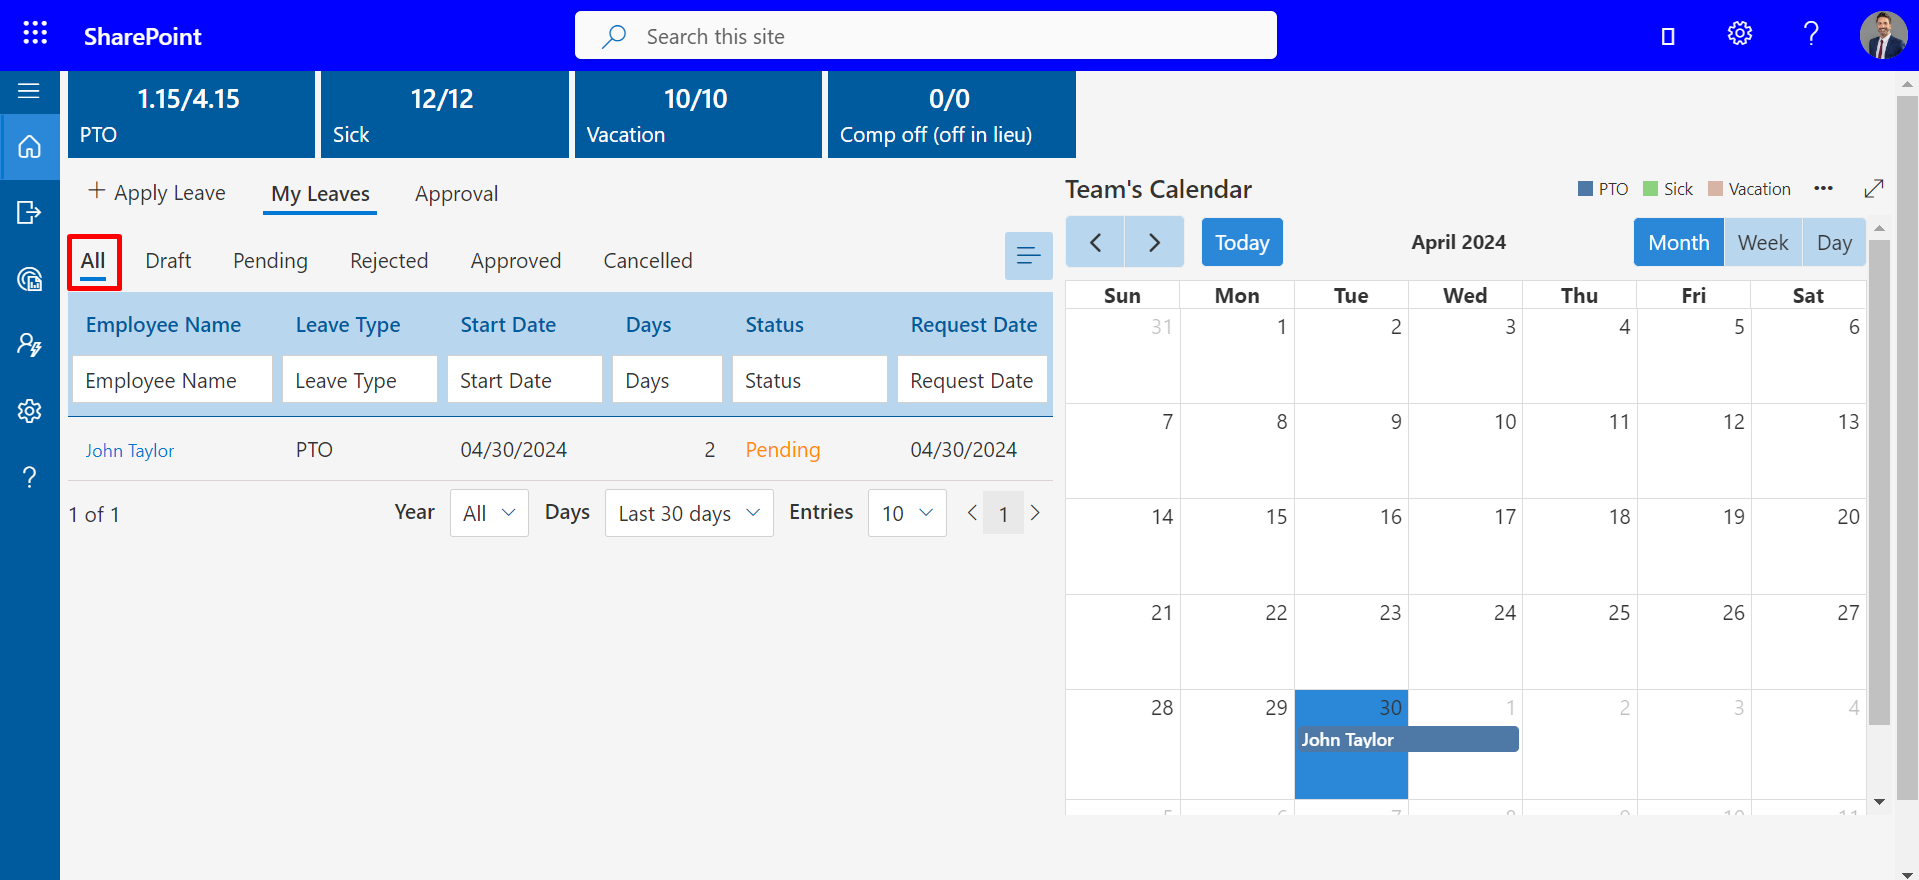 SharePoint
Search this site
1.15/4.15
PTO
12/12
Sick
10/10
Vacation
0/0
Comp off (off in lieu)
Apply Leave
My Leaves
Approval
All
Draft
Pending
Rejected
Approved
Cancelled
Employee Name Leave Type Start Date Days Status Request Date
Employee Name Leave Type Start Date Days Status Request Date
John Taylor PTO 04/30/2024 2 Pending 04/30/2024
1 of 1 Year All Days Last 30 days Entries 10 1
Team's Calendar
PTO Sick Vacation
Today
April 2024
Month Week Day
Sun Mon Tue Wed Thu Fri Sat
31 1 2 3 4 5 6
7 8 9 10 11 12 13
14 15 16 17 18 19 20
21 22 23 24 25 26 27
28 29 30 1 2 3 4
John Taylor